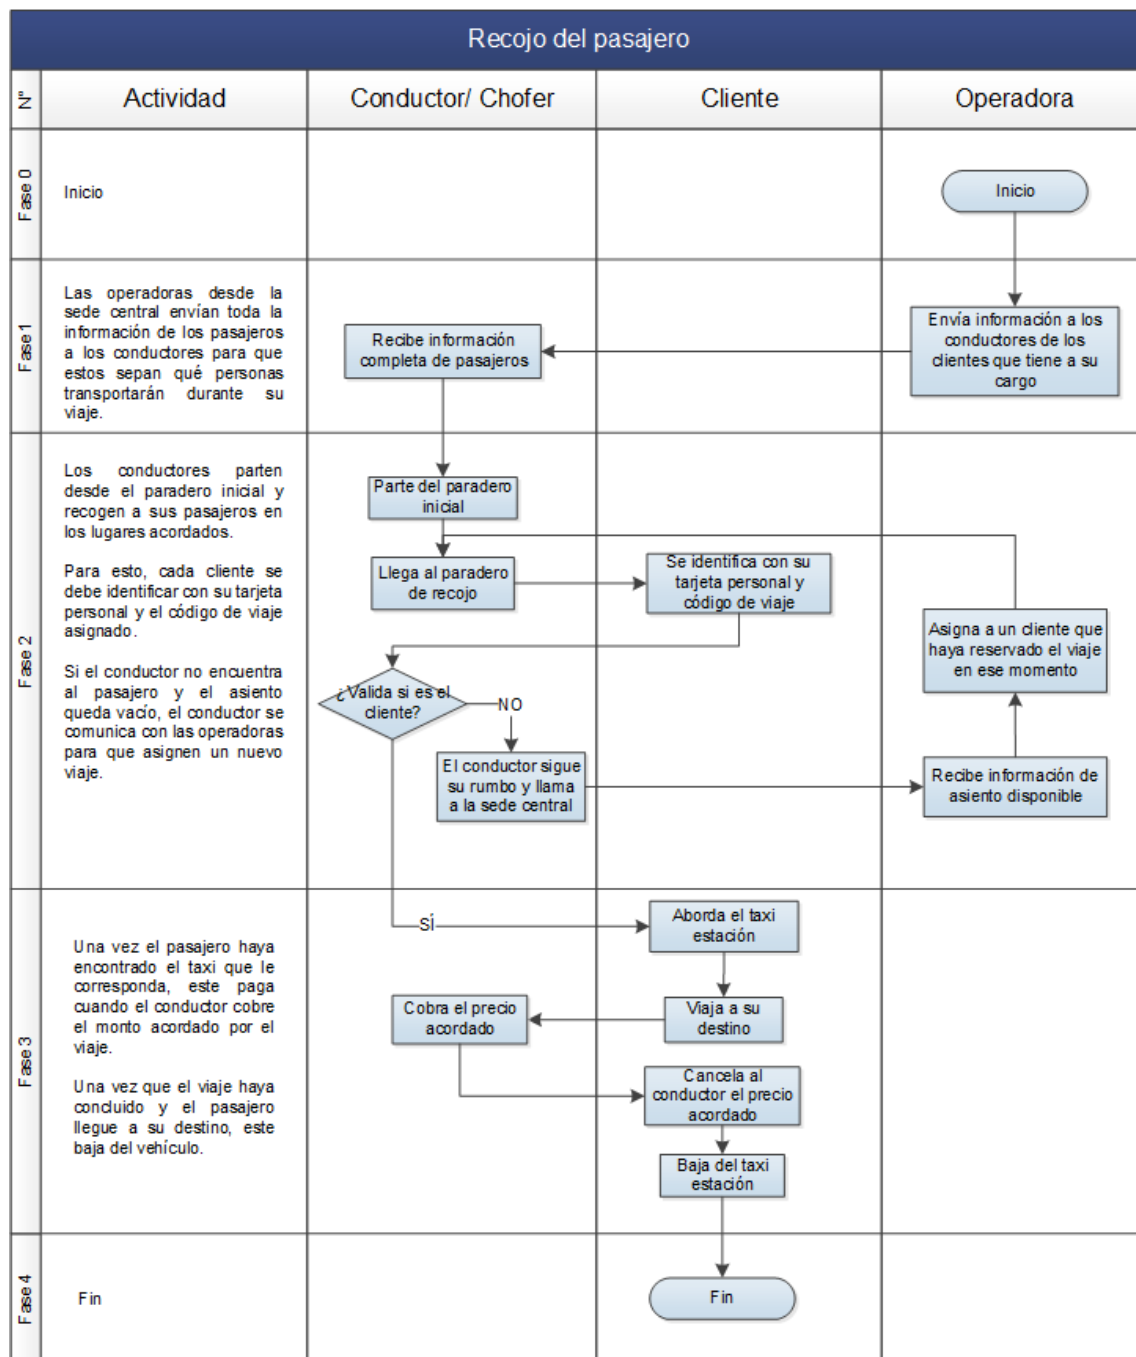 Recojo del pasajero
N°
Actividad
Conductor/ Chofer
Cliente
Operadora
Fase 0
Inicio
Inicio
Fase 1
Las operadoras desde la
sede central envían toda la
información de los pasajeros
a los conductores para que
estos sepan qué personas
transportarán durante su
viaje.
Recibe información
completa de pasajeros
Envía información a los
conductores de los
clientes que tiene a su
cargo
Fase 2
Los conductores parten
desde el paradero inicial y
recogen a sus pasajeros en
los lugares acordados.
Para esto, cada cliente se
debe identificar con su tarjeta
personal y el código de viaje
asignado.
Si el conductor no encuentra
al pasajero y el asiento
queda vacío, el conductor se
comunica con las operadoras
para que asignen un nuevo
viaje.
Parte del paradero
inicial
Llega al paradero
de recojo
Se identifica con su
tarjeta personal y
código de viaje
Asigna a un cliente que
haya reservado el viaje
en ese momento
¿Valida si es el
cliente?
NO
El conductor sigue
su rumbo y llama
a la sede central
Recibe información de
asiento disponible
Fase 3
Una vez el pasajero haya
encontrado el taxi que le
corresponda, este paga
cuando el conductor cobre
el monto acordado por el
viaje.
Una vez que el viaje haya
concluido y el pasajero
llegue a su destino, este
baja del vehículo.
SÍ
Aborda el taxi
estación
Viaja a su
destino
Cobra el precio
acordado
Cancela al
conductor el precio
acordado
Baja del taxi
estación
Fase 4
Fin
Fin